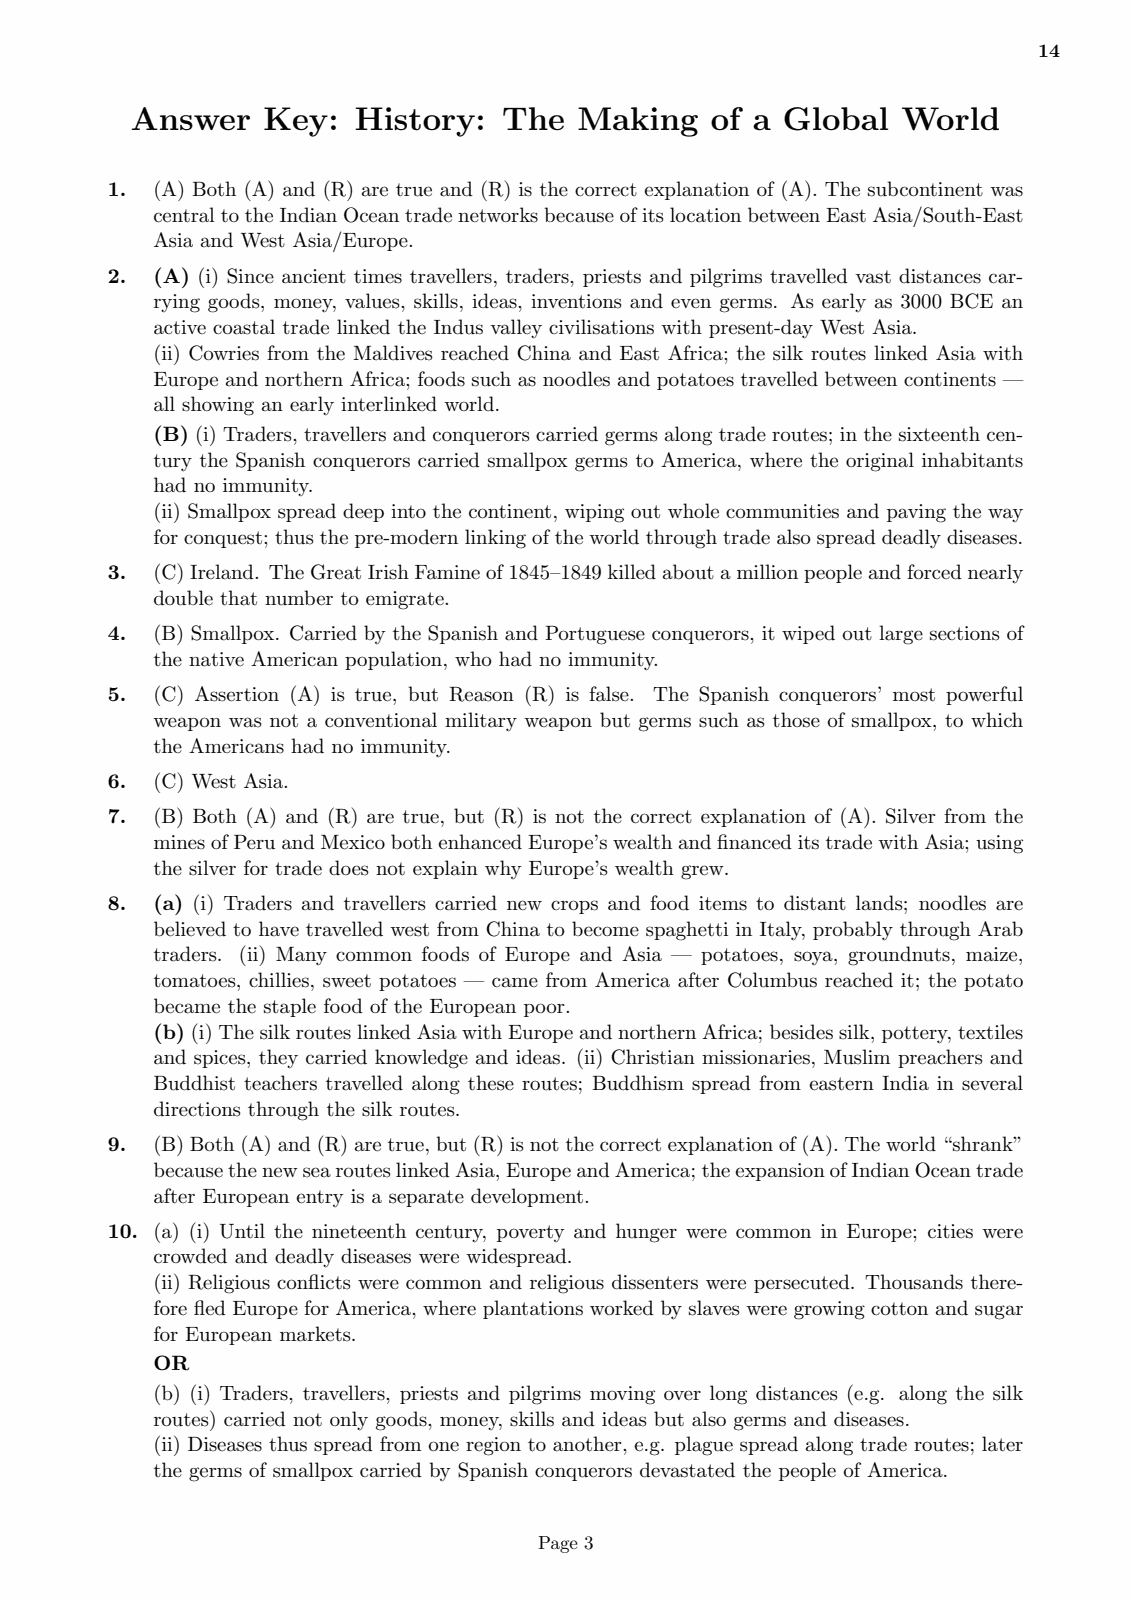 14
Answer Key: History: The Making of a Global World
1. (A) Both (A) and (R) are true and (R) is the correct explanation of (A). The subcontinent was
central to the Indian Ocean trade networks because of its location between East Asia/South-East
Asia and West Asia/Europe.
2. (A) (i) Since ancient times travellers, traders, priests and pilgrims travelled vast distances car-
rying goods, money, values, skills, ideas, inventions and even germs. As early as 3000 BCE an
active coastal trade linked the Indus valley civilisations with present-day West Asia.
(ii) Cowries from the Maldives reached China and East Africa; the silk routes linked Asia with
Europe and northern Africa; foods such as noodles and potatoes travelled between continents —
all showing an early interlinked world.
(B) (i) Traders, travellers and conquerors carried germs along trade routes; in the sixteenth cen-
tury the Spanish conquerors carried smallpox germs to America, where the original inhabitants
had no immunity.
(ii) Smallpox spread deep into the continent, wiping out whole communities and paving the way
for conquest; thus the pre-modern linking of the world through trade also spread deadly diseases.
3. (C) Ireland. The Great Irish Famine of 1845–1849 killed about a million people and forced nearly
double that number to emigrate.
4. (B) Smallpox. Carried by the Spanish and Portuguese conquerors, it wiped out large sections of
the native American population, who had no immunity.
5. (C) Assertion (A) is true, but Reason (R) is false. The Spanish conquerors’ most powerful
weapon was not a conventional military weapon but germs such as those of smallpox, to which
the Americans had no immunity.
6. (C) West Asia.
7. (B) Both (A) and (R) are true, but (R) is not the correct explanation of (A). Silver from the
mines of Peru and Mexico both enhanced Europe’s wealth and financed its trade with Asia; using
the silver for trade does not explain why Europe’s wealth grew.
8. (a) (i) Traders and travellers carried new crops and food items to distant lands; noodles are
believed to have travelled west from China to become spaghetti in Italy, probably through Arab
traders. (ii) Many common foods of Europe and Asia — potatoes, soya, groundnuts, maize,
tomatoes, chillies, sweet potatoes — came from America after Columbus reached it; the potato
became the staple food of the European poor.
(b) (i) The silk routes linked Asia with Europe and northern Africa; besides silk, pottery, textiles
and spices, they carried knowledge and ideas. (ii) Christian missionaries, Muslim preachers and
Buddhist teachers travelled along these routes; Buddhism spread from eastern India in several
directions through the silk routes.
9. (B) Both (A) and (R) are true, but (R) is not the correct explanation of (A). The world “shrank”
because the new sea routes linked Asia, Europe and America; the expansion of Indian Ocean trade
after European entry is a separate development.
10. (a) (i) Until the nineteenth century, poverty and hunger were common in Europe; cities were
crowded and deadly diseases were widespread.
(ii) Religious conflicts were common and religious dissenters were persecuted. Thousands there-
fore fled Europe for America, where plantations worked by slaves were growing cotton and sugar
for European markets.
OR
(b) (i) Traders, travellers, priests and pilgrims moving over long distances (e.g. along the silk
routes) carried not only goods, money, skills and ideas but also germs and diseases.
(ii) Diseases thus spread from one region to another, e.g. plague spread along trade routes; later
the germs of smallpox carried by Spanish conquerors devastated the people of America.
Page 3